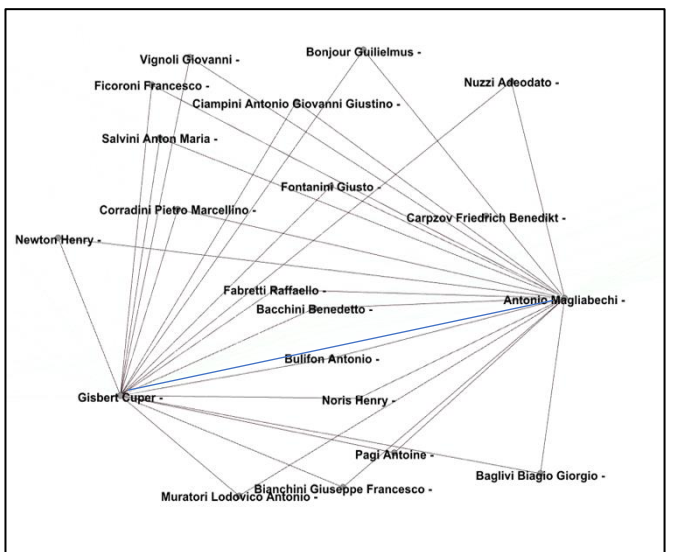 Bonjour Guilielmus -
Vignoli Giovanni -
Nuzzi Adeodato -
Ficoroni Francesco -
Ciampini Antonio Giovanni Giustino -
Salvini Anton Maria -
Fontanini Giusto -
Corradini Pietro Marcellino -
Carpzov Friedrich Benedikt -
Newton Henry -
Fabretti Raffaello -
Antonio Magliabechi -
Bacchini Benedetto -
Bulifon Antonio -
Gisbert Cuper -
Noris Henry -
Pagi Antoine -
Baglivi Biagio Giorgio -
Bianchini Giuseppe Francesco -
Muratori Lodovico Antonio -